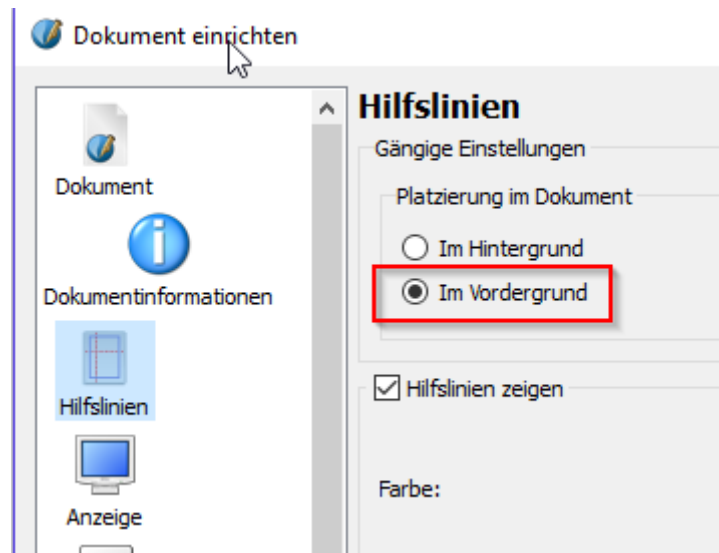 Dokument einrichten
Dokument
Dokumentinformationen
Hilfslinien
Anzeige
Hilfslinien
Gängige Einstellungen
Platzierung im Dokument
Im Hintergrund
Im Vordergrund
Hilfslinien zeigen
Farbe: